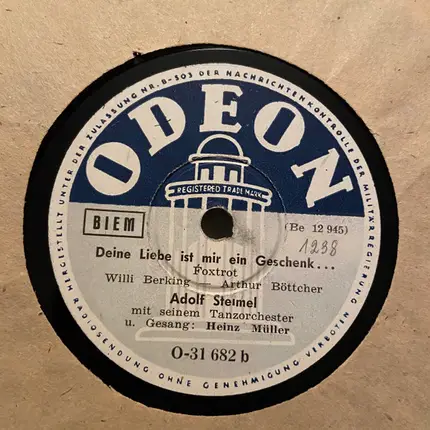 HERGESTELLT UNTER DER ZULASSUNG NR. B-303 DER NACHRICHTENKONTROLLE DER MILITÄRREGIERUNG
ODEON
REGISTERED TRADE MARK
BIEM
(Be 12 945)
1238
Deine Liebe ist mir ein Geschenk...
Foxtrot
Willi Berking — Arthur Böttcher
Adolf Steimel
mit seinem Tanzorchester
u. Gesang: Heinz Müller
O-31 682 b
RADIOSENDUNG OHNE GENEHMIGUNG VERBOTEN